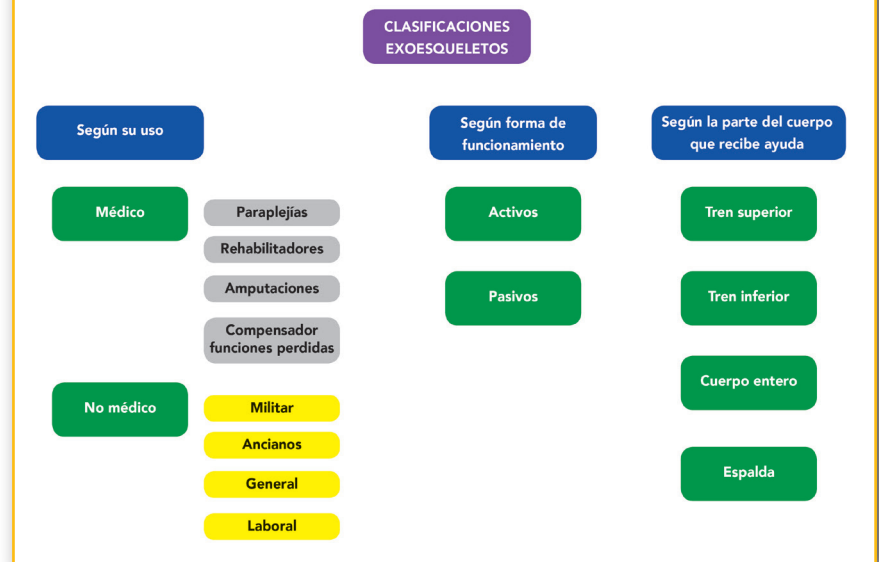 CLASIFICACIONES
EXOESQUELETOS
Según su uso
Médico
Paraplejías
Rehabilitadores
Amputaciones
Compensador
funciones perdidas
No médico
Militar
Ancianos
General
Laboral
Según forma de
funcionamiento
Activos
Pasivos
Según la parte del cuerpo
que recibe ayuda
Tren superior
Tren inferior
Cuerpo entero
Espalda